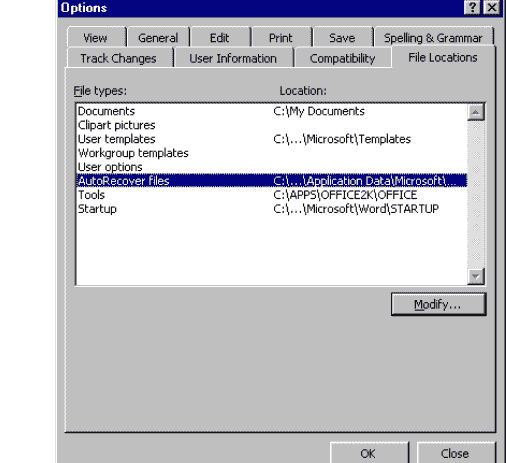 Options
View General Edit Print Save Spelling & Grammar
Track Changes User Information Compatibility File Locations
File types: Location:
Documents C:\My Documents
Clipart pictures
User templates C:\...\Microsoft\Templates
Workgroup templates
User options
AutoRecover files C:\...\Application Data\Microsoft\...
Tools C:\APPS\OFFICE2K\OFFICE
Startup C:\...\Microsoft\Word\STARTUP
Modify...
OK Close